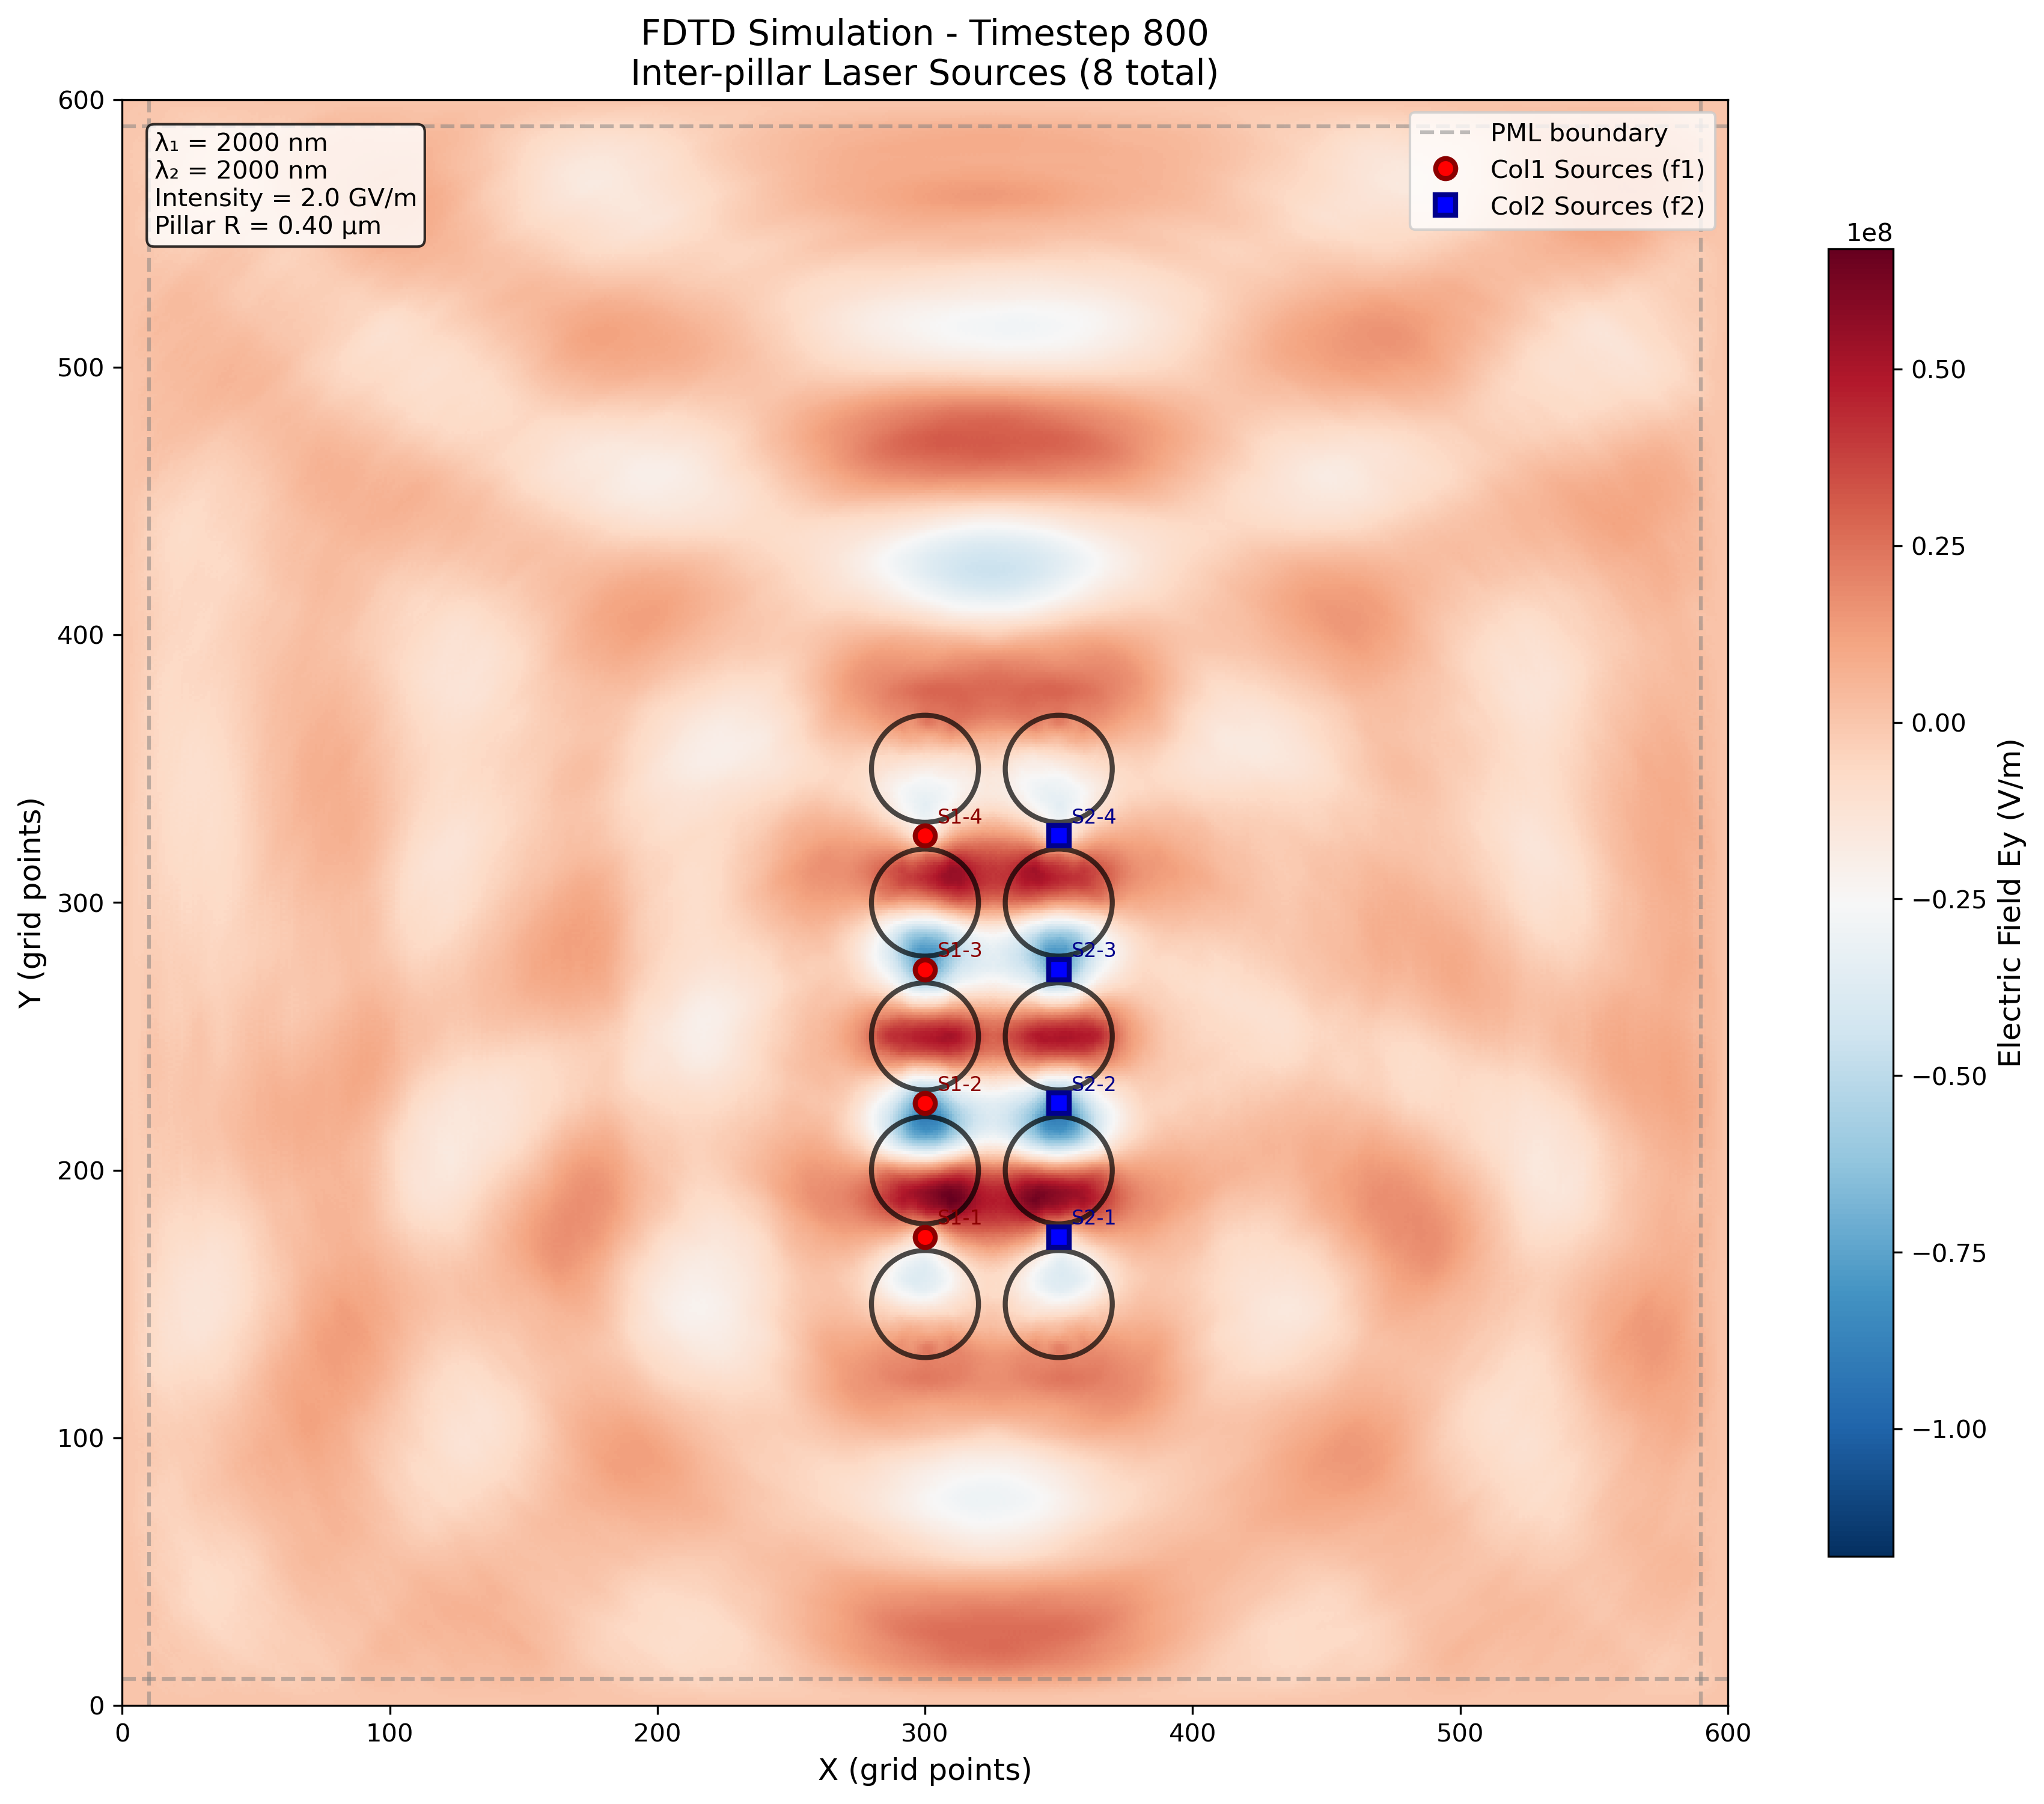 FDTD Simulation - Timestep 800
Inter-pillar Laser Sources (8 total)
λ₁ = 2000 nm
λ₂ = 2000 nm
Intensity = 2.0 GV/m
Pillar R = 0.40 μm
PML boundary
Col1 Sources (f1)
Col2 Sources (f2)
600
500
400
300
200
100
0
Y (grid points)
S1-4 S2-4
S1-3 S2-3
S1-2 S2-2
S1-1 S2-1
0 100 200 300 400 500 600
X (grid points)
1e8
0.50
0.25
0.00
−0.25
−0.50
−0.75
−1.00
Electric Field Ey (V/m)